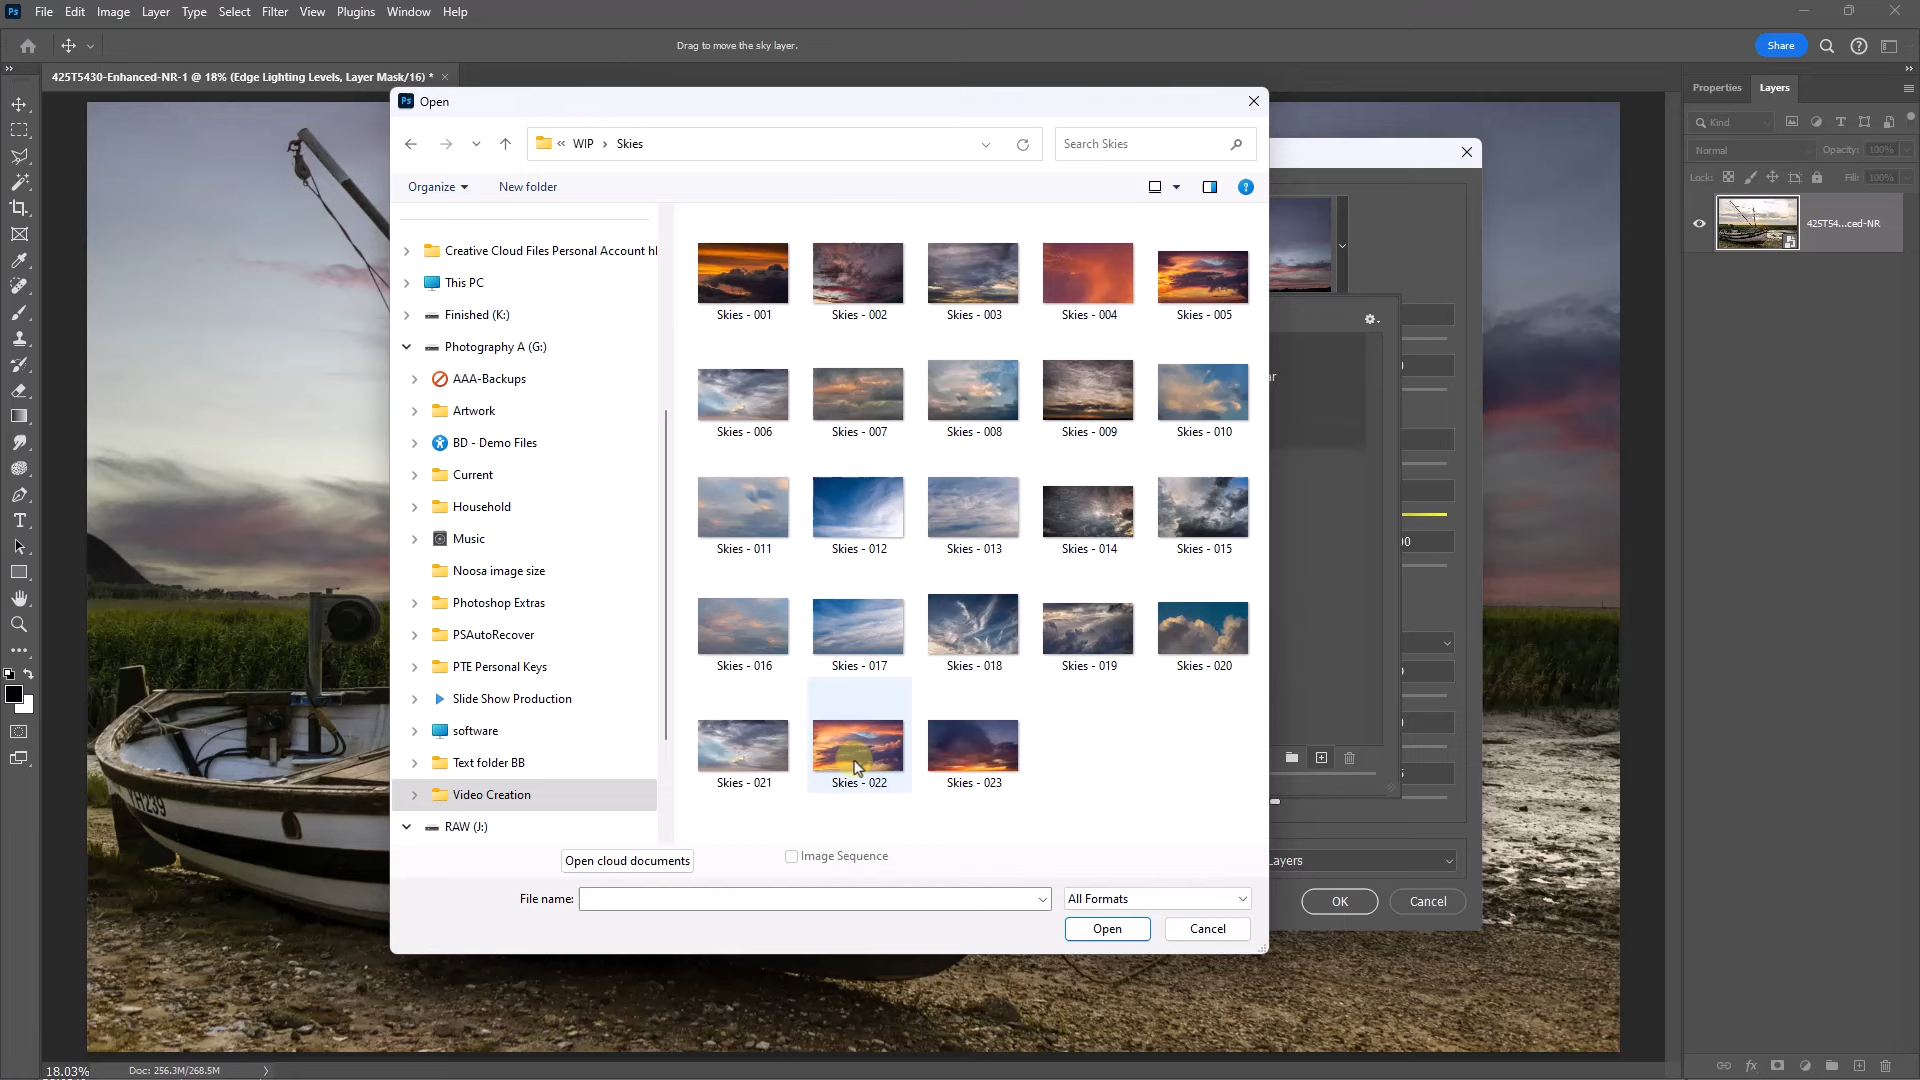 Ps File Edit Image Layer Type Select Filter View Plugins Window Help
Drag to move the sky layer.
Share
425T5430-Enhanced-NR-1 @ 18% (Edge Lighting Levels, Layer Mask/16) *
Properties Layers
Kind
Normal Opacity: 100%
Lock: Fill: 100%
425T54...ced-NR
Ps Open
« WIP › Skies
Search Skies
Organize New folder
Creative Cloud Files Personal Account
This PC
Finished (K:)
Photography A (G:)
AAA-Backups
Artwork
BD - Demo Files
Current
Household
Music
Noosa image size
Photoshop Extras
PSAutoRecover
PTE Personal Keys
Slide Show Production
software
Text folder BB
Video Creation
RAW (J:)
Skies - 001 Skies - 002 Skies - 003 Skies - 004 Skies - 005
Skies - 006 Skies - 007 Skies - 008 Skies - 009 Skies - 010
Skies - 011 Skies - 012 Skies - 013 Skies - 014 Skies - 015
Skies - 016 Skies - 017 Skies - 018 Skies - 019 Skies - 020
Skies - 021 Skies - 022 Skies - 023
Open cloud documents
Image Sequence
File name:
All Formats
Open Cancel
Layers
OK Cancel
YH239
18.03% Doc: 256.3M/268.5M